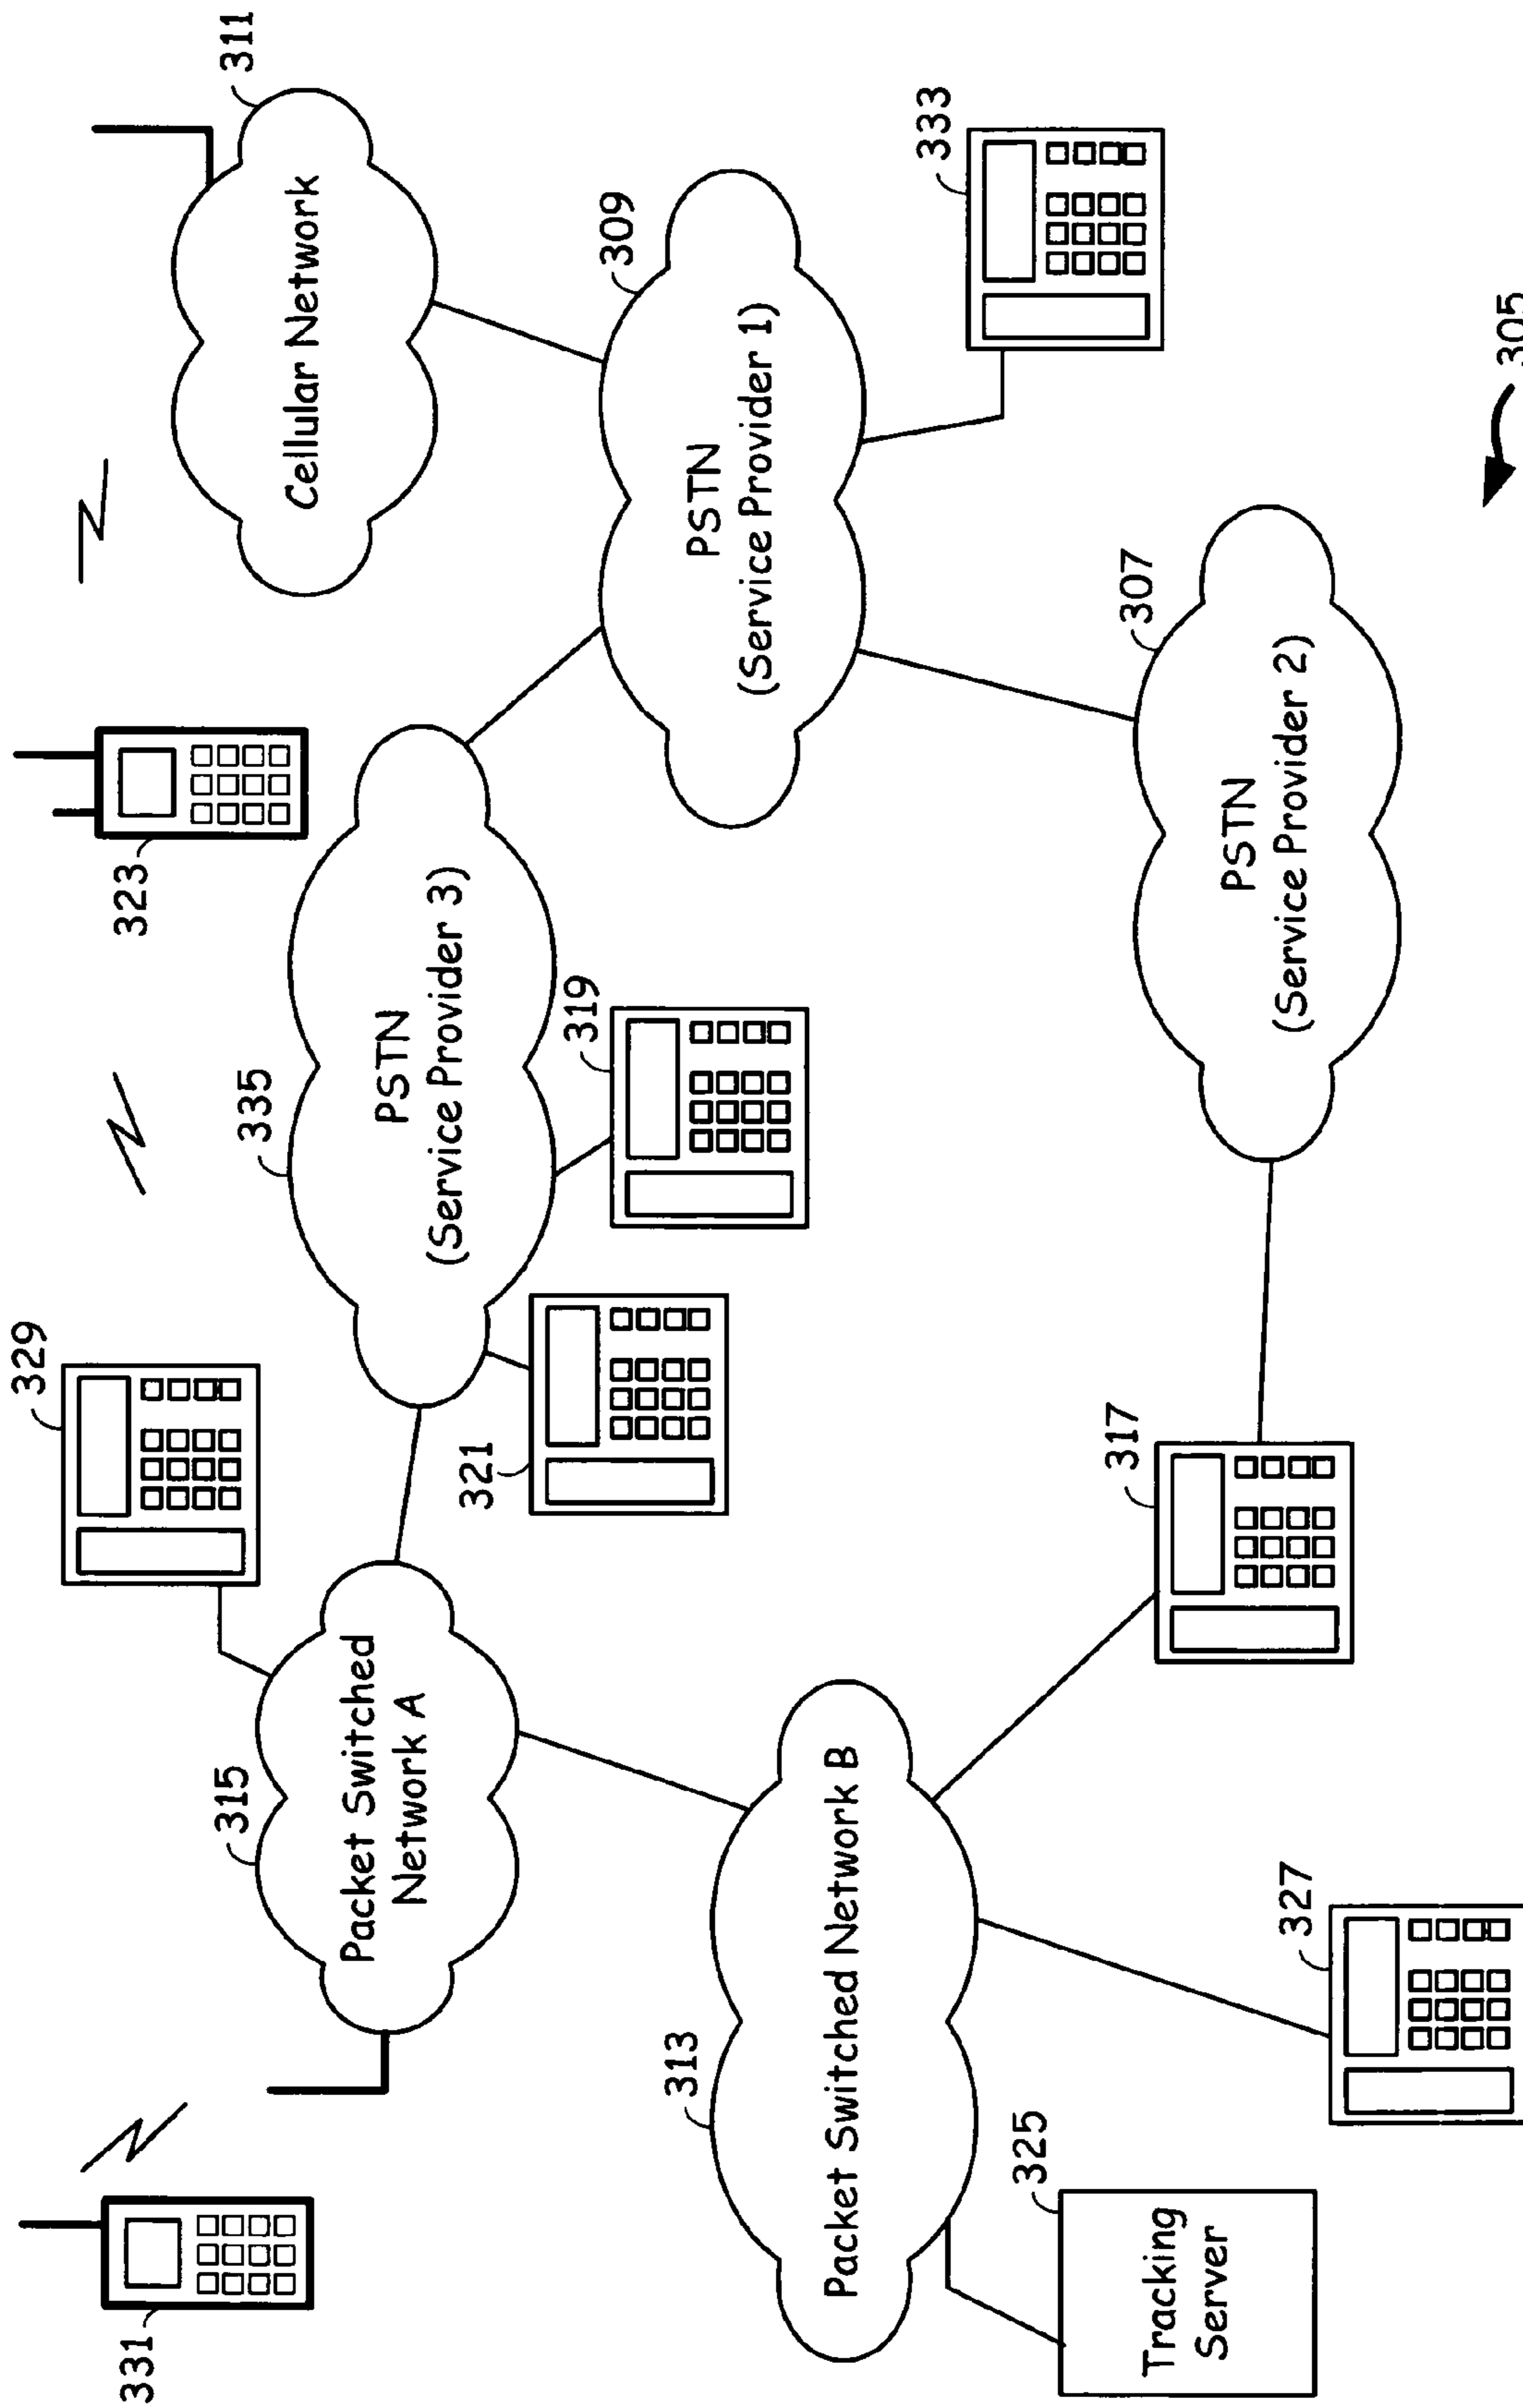 331
329
323
311
Cellular Network
315
Packet Switched
Network A
335
PSTN
(Service Provider 3)
309
PSTN
(Service Provider 1)
321
319
333
313
Packet Switched Network B
325
Tracking
Server
327
317
307
PSTN
(Service Provider 2)
305